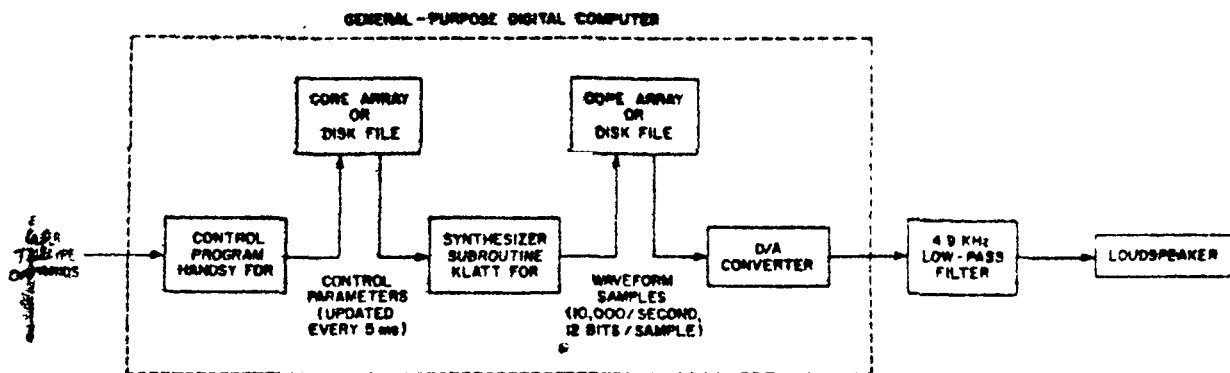 GENERAL-PURPOSE DIGITAL COMPUTER
CORE ARRAY
OR
DISK FILE
CORE ARRAY
OR
DISK FILE
CONTROL
PROGRAM
HANDSY FOR
CONTROL
PARAMETERS
(UPDATED
EVERY 5 ms)
SYNTHESIZER
SUBROUTINE
KLATT FOR
WAVEFORM
SAMPLES
(10,000/SECOND,
12 BITS/SAMPLE)
D/A
CONVERTER
4.9 KHz
LOW-PASS
FILTER
LOUDSPEAKER